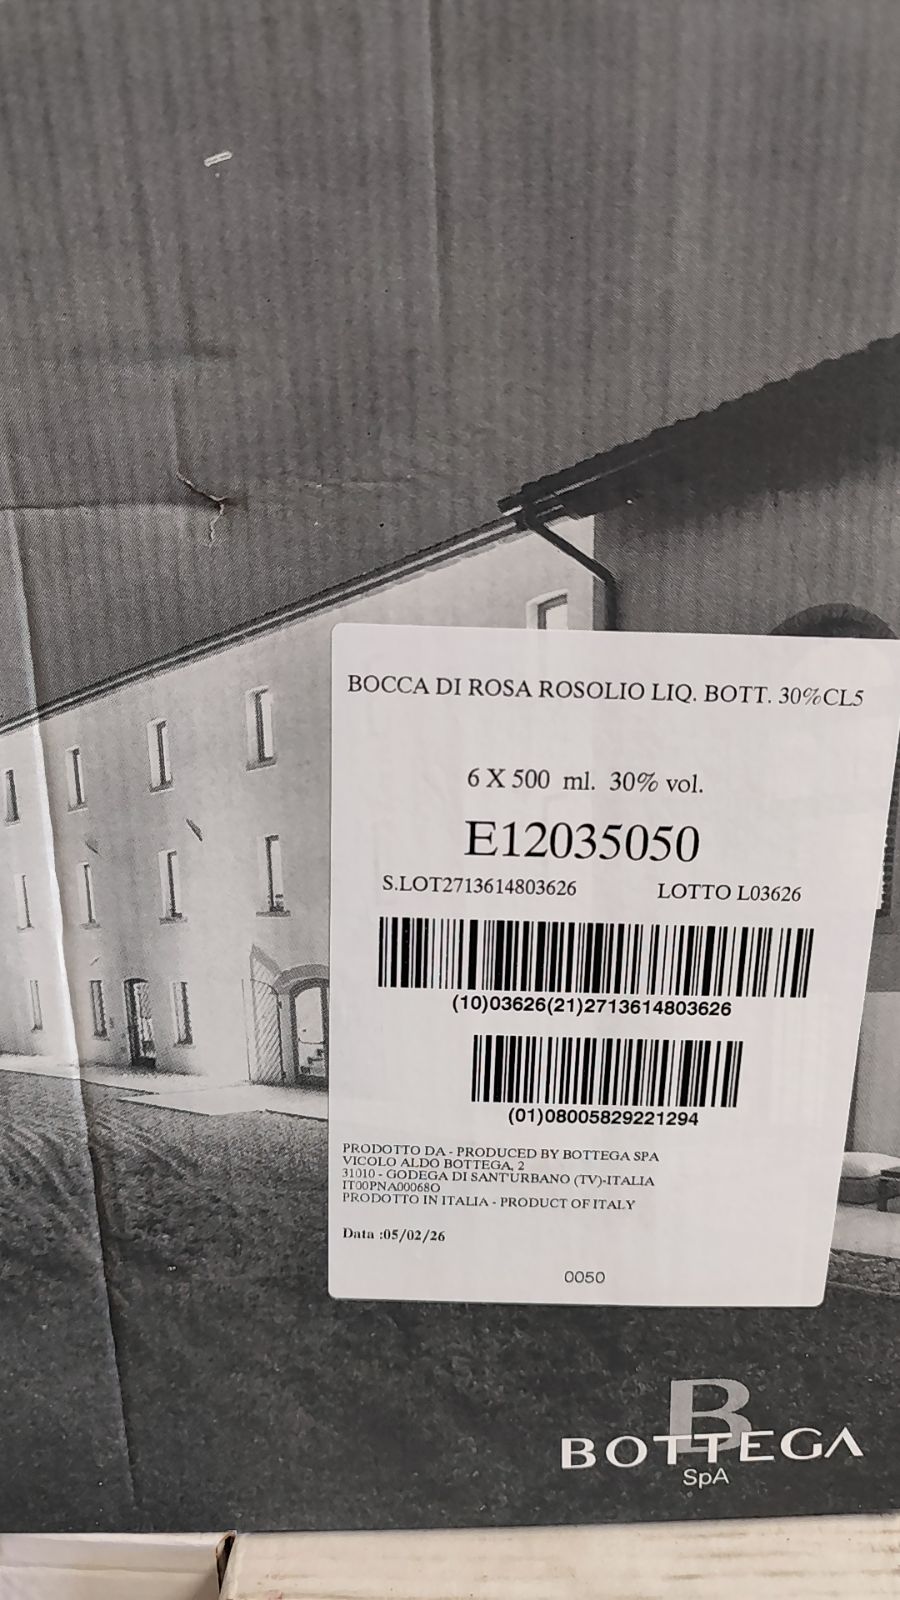 BOCCA DI ROSA ROSOLIO LIQ. BOTT. 30%CL5
6 X 500 ml. 30% vol.
E12035050
S.LOT2713614803626 LOTTO L03626
(10)03626(21)2713614803626
(01)08005829221294
PRODOTTO DA - PRODUCED BY BOTTEGA SPA
VICOLO ALDO BOTTEGA, 2
31010 - GODEGA DI SANT'URBANO (TV)-ITALIA
IT00PNA00068O
PRODOTTO IN ITALIA - PRODUCT OF ITALY
Data :05/02/26
0050
B
BOTTEGA
SpA